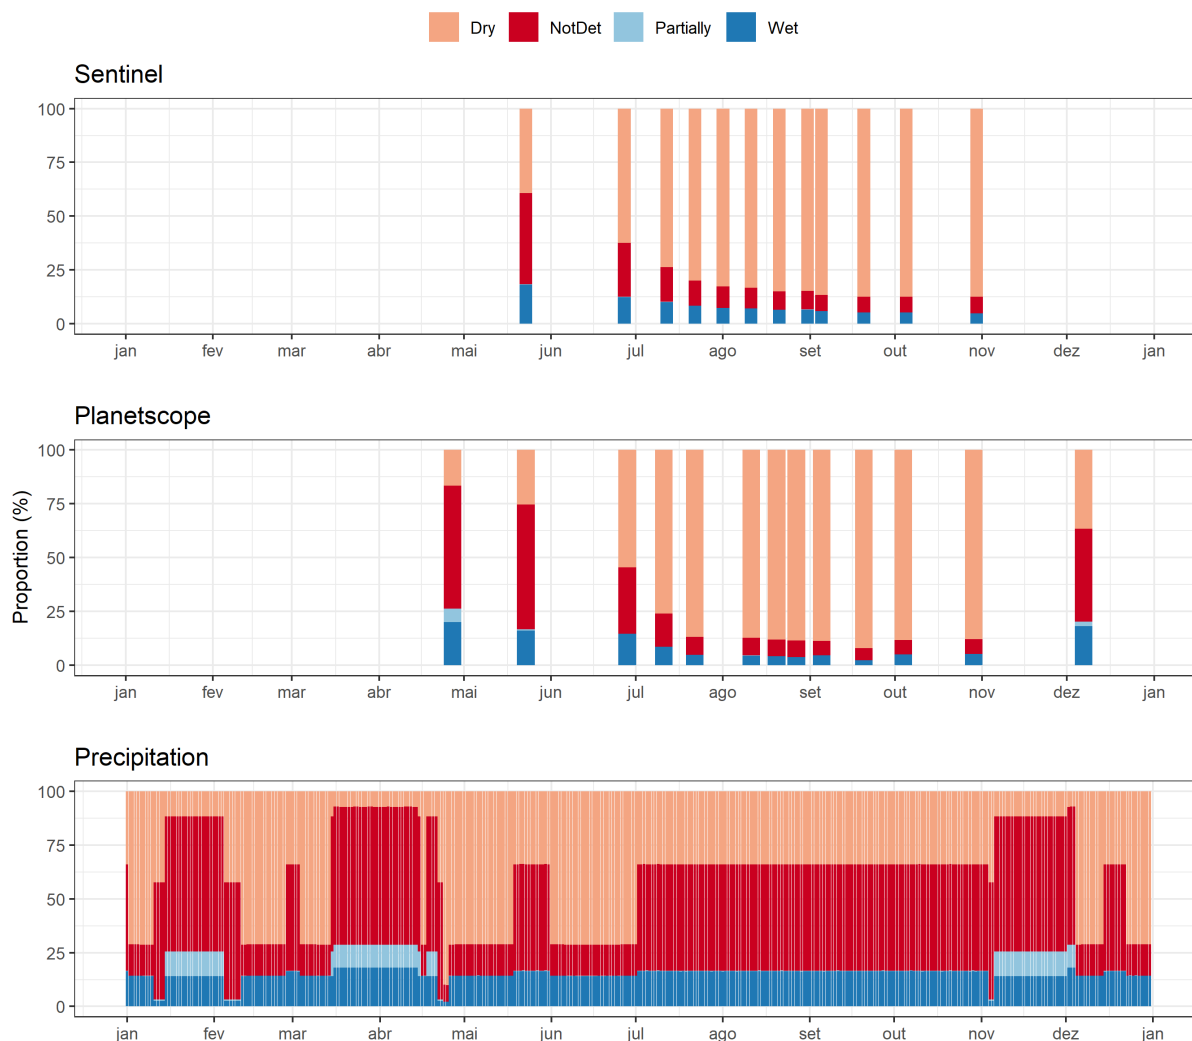 Dry NotDet Partially Wet
Sentinel
100
75
50
25
0
jan fev mar abr mai jun jul ago set out nov dez jan
Planetscope
Proportion (%)
100
75
50
25
0
jan fev mar abr mai jun jul ago set out nov dez jan
Precipitation
100
75
50
25
0
jan fev mar abr mai jun jul ago set out nov dez jan